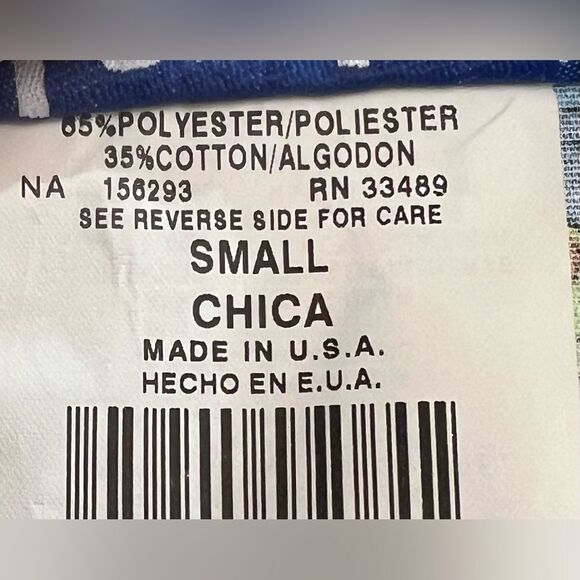 65%POLYESTER/POLIESTER
35%COTTON/ALGODON
NA 156293 RN 33489
SEE REVERSE SIDE FOR CARE
SMALL
CHICA
MADE IN U.S.A.
HECHO EN E.U.A.